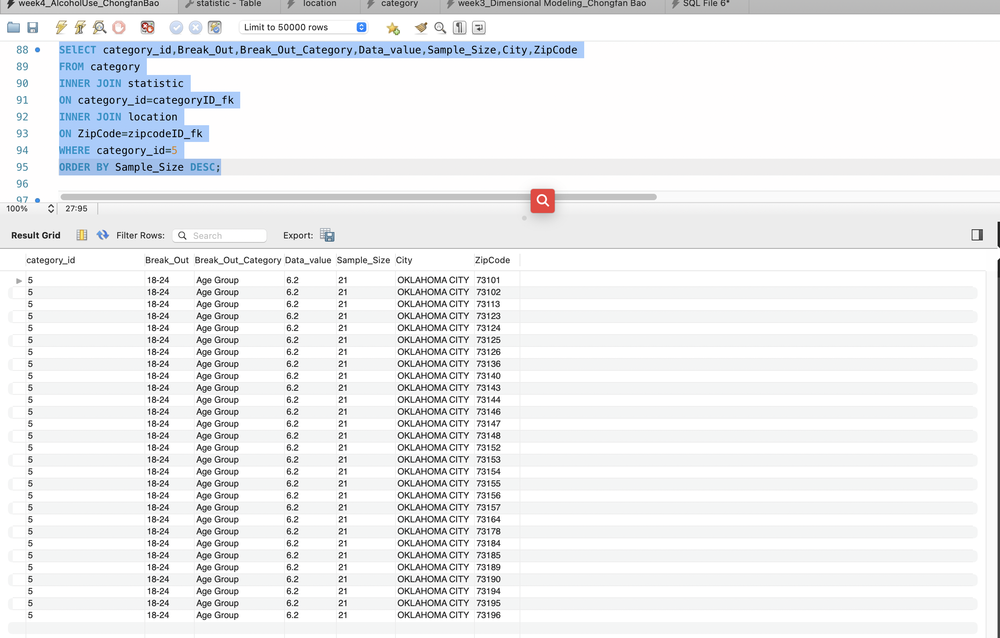 week4_AlcoholUse_ChongfanBao statistic - Table location category week3_Dimensional Modeling_Chongfan Bao SQL File 6*
Limit to 50000 rows
88 SElECT category_id,Break_Out,Break_Out_Category,Data_value,Sample_Size,City,ZipCode
89 FROM category
90 INNER JOIN statistic
91 ON category_id=categoryID_fk
92 INNER JOIN location
93 ON ZipCode=zipcodeID_fk
94 WHERE category_id=5
95 ORDER BY Sample_Size DESC;
96
97
100% 27:95
Result Grid Filter Rows: Search Export:
category_id Break_Out Break_Out_Category Data_value Sample_Size City ZipCode
5 18-24 Age Group 6.2 21 OKLAHOMA CITY 73101
5 18-24 Age Group 6.2 21 OKLAHOMA CITY 73102
5 18-24 Age Group 6.2 21 OKLAHOMA CITY 73113
5 18-24 Age Group 6.2 21 OKLAHOMA CITY 73123
5 18-24 Age Group 6.2 21 OKLAHOMA CITY 73124
5 18-24 Age Group 6.2 21 OKLAHOMA CITY 73125
5 18-24 Age Group 6.2 21 OKLAHOMA CITY 73126
5 18-24 Age Group 6.2 21 OKLAHOMA CITY 73136
5 18-24 Age Group 6.2 21 OKLAHOMA CITY 73140
5 18-24 Age Group 6.2 21 OKLAHOMA CITY 73143
5 18-24 Age Group 6.2 21 OKLAHOMA CITY 73144
5 18-24 Age Group 6.2 21 OKLAHOMA CITY 73146
5 18-24 Age Group 6.2 21 OKLAHOMA CITY 73147
5 18-24 Age Group 6.2 21 OKLAHOMA CITY 73148
5 18-24 Age Group 6.2 21 OKLAHOMA CITY 73152
5 18-24 Age Group 6.2 21 OKLAHOMA CITY 73153
5 18-24 Age Group 6.2 21 OKLAHOMA CITY 73154
5 18-24 Age Group 6.2 21 OKLAHOMA CITY 73155
5 18-24 Age Group 6.2 21 OKLAHOMA CITY 73156
5 18-24 Age Group 6.2 21 OKLAHOMA CITY 73157
5 18-24 Age Group 6.2 21 OKLAHOMA CITY 73164
5 18-24 Age Group 6.2 21 OKLAHOMA CITY 73178
5 18-24 Age Group 6.2 21 OKLAHOMA CITY 73184
5 18-24 Age Group 6.2 21 OKLAHOMA CITY 73185
5 18-24 Age Group 6.2 21 OKLAHOMA CITY 73189
5 18-24 Age Group 6.2 21 OKLAHOMA CITY 73190
5 18-24 Age Group 6.2 21 OKLAHOMA CITY 73194
5 18-24 Age Group 6.2 21 OKLAHOMA CITY 73195
5 18-24 Age Group 6.2 21 OKLAHOMA CITY 73196